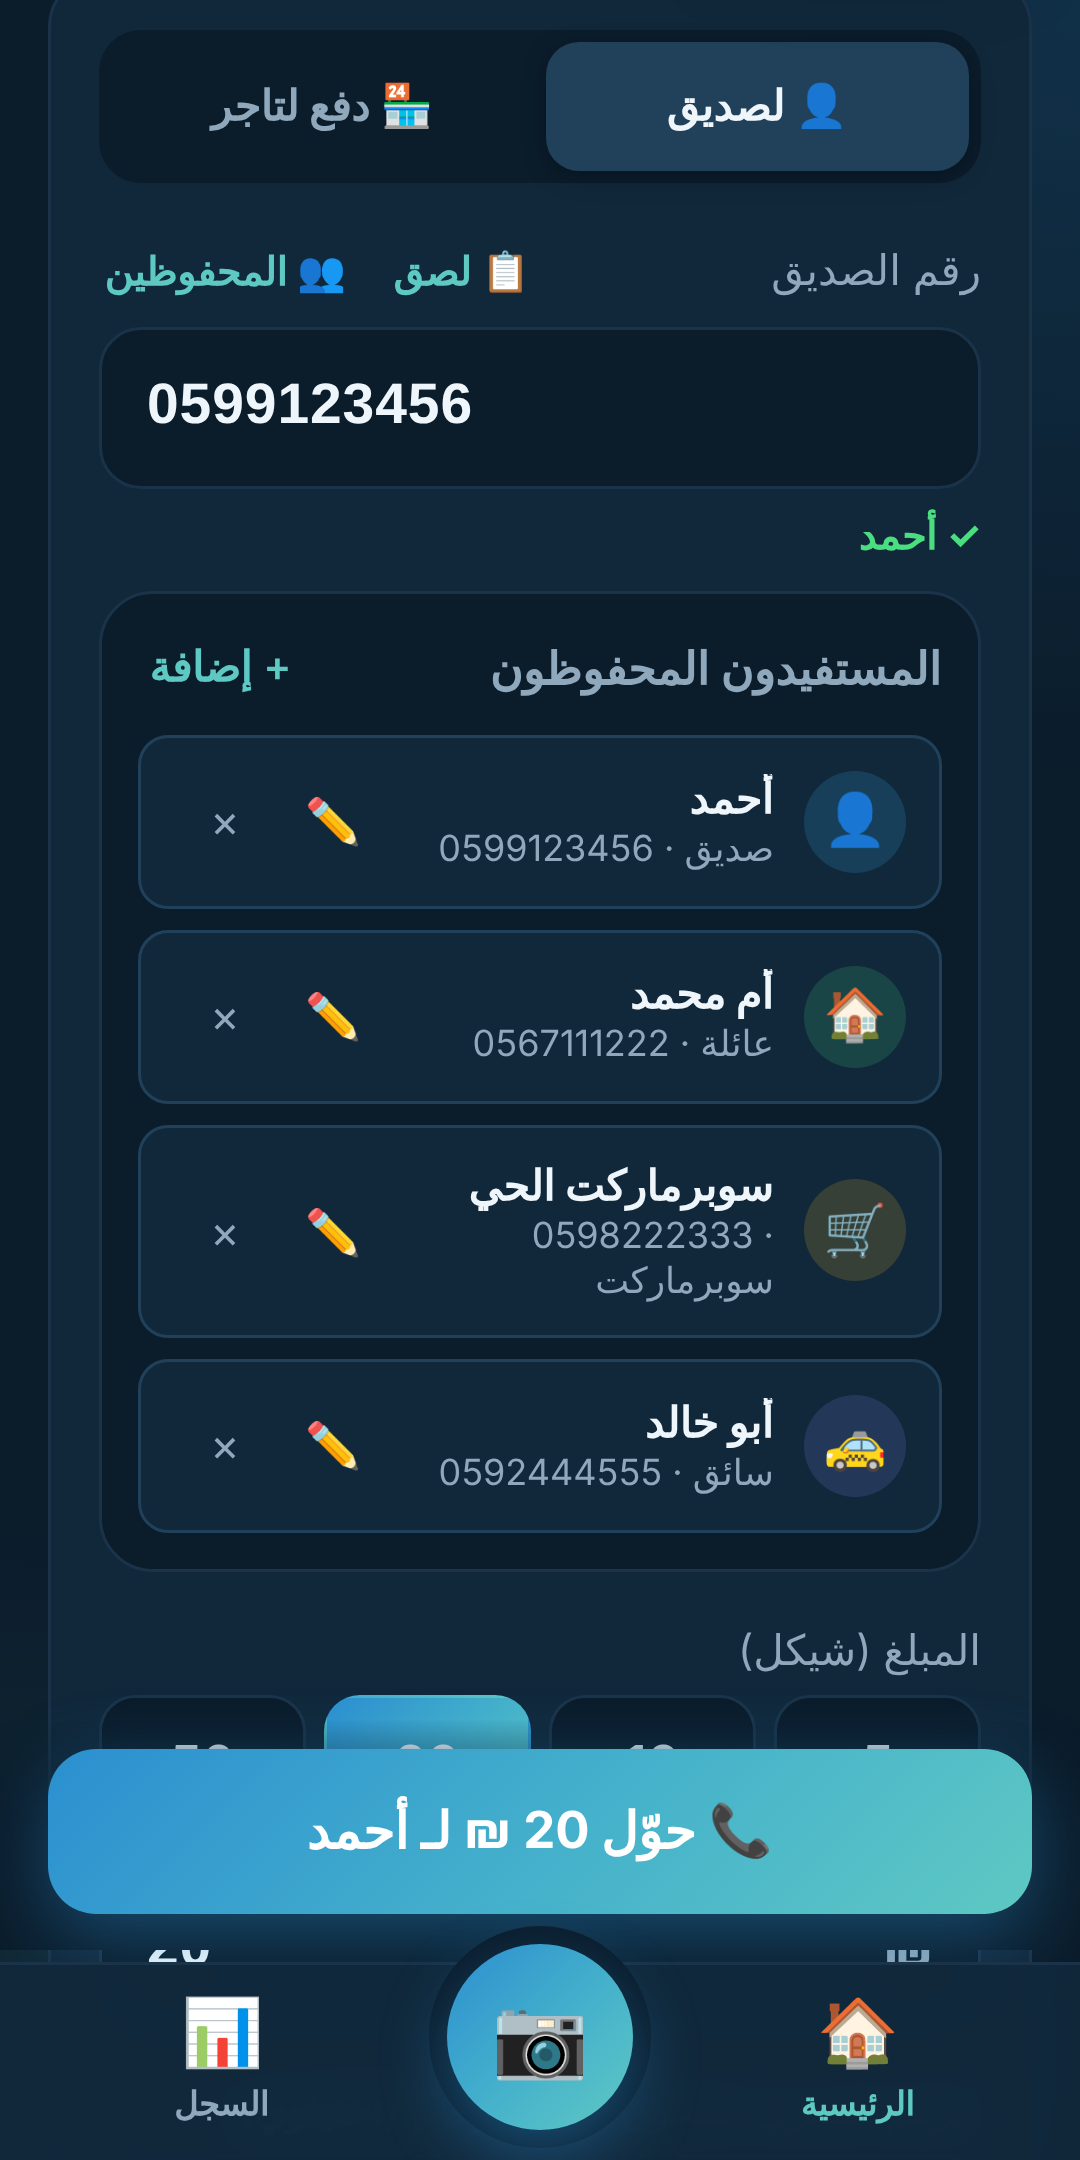 لصديق
دفع لتاجر
رقم الصديق
لصق
المحفوظين
0599123456
✓ أحمد
المستفيدون المحفوظون
+ إضافة
أحمد
صديق · 0599123456
أم محمد
عائلة · 0567111222
سوبرماركت الحي
· 0598222333
سوبرماركت
أبو خالد
سائق · 0592444555
المبلغ (شيكل)
حوّل 20 ₪ لـ أحمد
الرئيسية
السجل